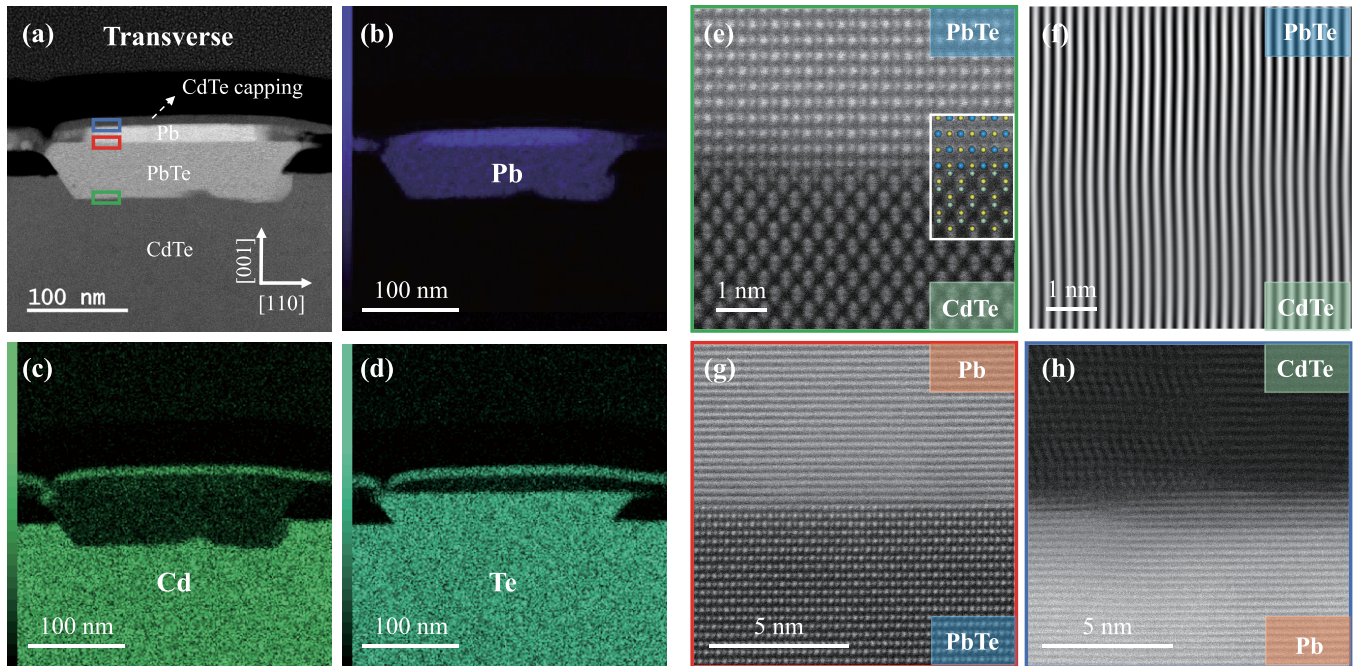 (a)
Transverse
CdTe capping
Pb
PbTe
CdTe
[001]
[110]
100 nm
(b)
Pb
100 nm
(c)
Cd
100 nm
(d)
Te
100 nm
(e)
PbTe
1 nm
CdTe
(f)
PbTe
1 nm
CdTe
(g)
Pb
5 nm
PbTe
(h)
CdTe
5 nm
Pb